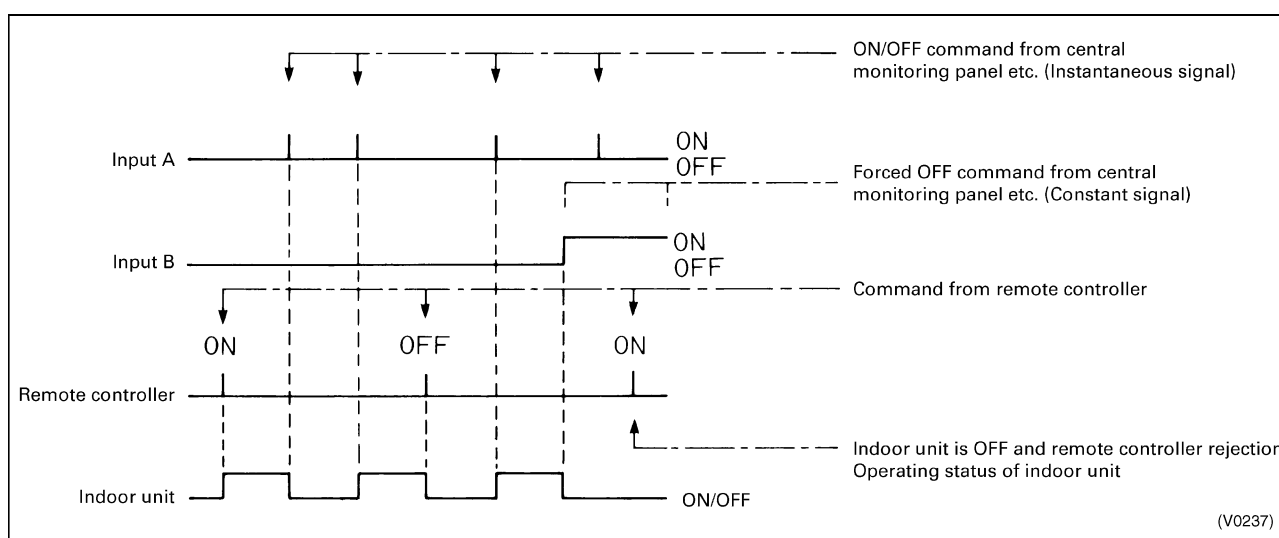 ON/OFF command from central
monitoring panel etc. (Instantaneous signal)
Input A
ON
OFF
Forced OFF command from central
monitoring panel etc. (Constant signal)
Input B
ON
OFF
Command from remote controller
ON
OFF
ON
Remote controller
Indoor unit is OFF and remote controller rejection
Operating status of indoor unit
Indoor unit
ON/OFF
(V0237)